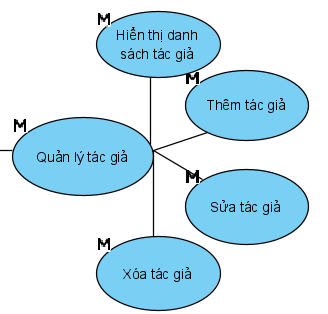 M
Hiển thị danh
sách tác giả
M
Thêm tác giả
M
Quản lý tác giả
M
Sửa tác giả
M
Xóa tác giả